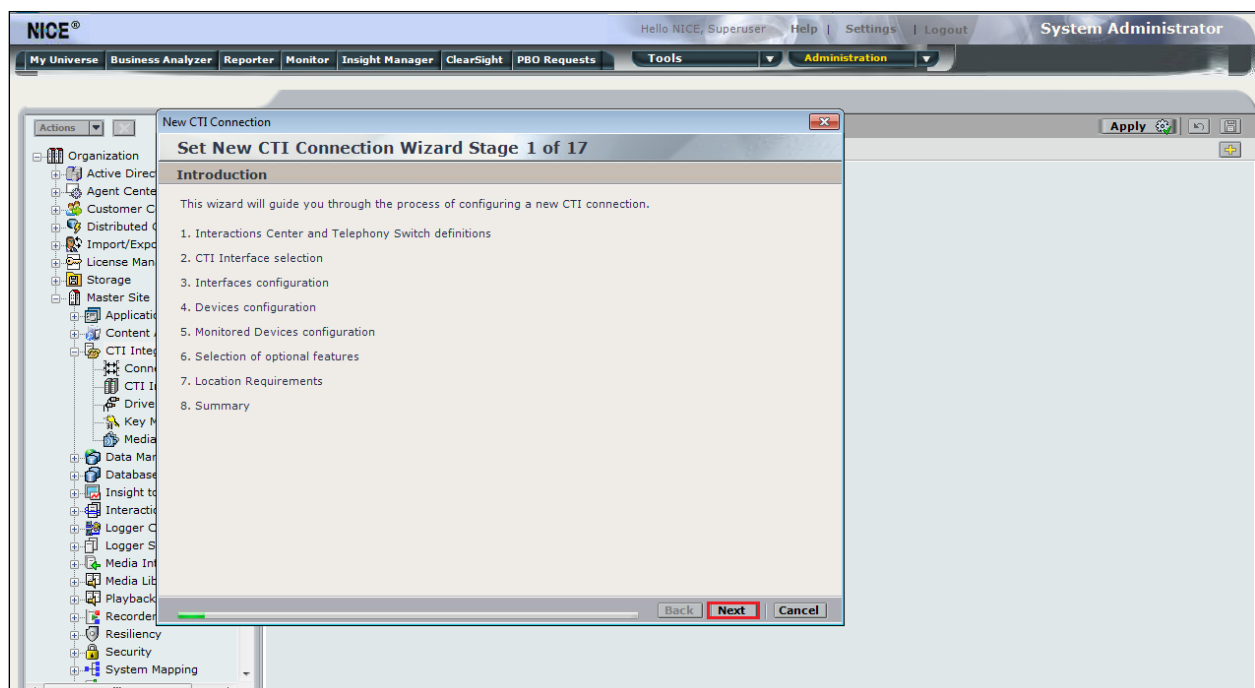 NICE®
Hello NICE, Superuser Help | Settings | Logout
System Administrator
My Universe Business Analyzer Reporter Monitor Insight Manager ClearSight PBO Requests Tools Administration
Actions
Apply
New CTI Connection
Set New CTI Connection Wizard Stage 1 of 17
Introduction
This wizard will guide you through the process of configuring a new CTI connection.
1. Interactions Center and Telephony Switch definitions
2. CTI Interface selection
3. Interfaces configuration
4. Devices configuration
5. Monitored Devices configuration
6. Selection of optional features
7. Location Requirements
8. Summary
Back Next Cancel
Organization
Active Direc
Agent Cente
Customer C
Distributed
Import/Expo
License Man
Storage
Master Site
Applicatio
Content
CTI Integ
Conn
CTI I
Drive
Key M
Media
Data Mar
Database
Insight to
Interactio
Logger C
Logger S
Media Int
Media Lib
Playback
Recorder
Resiliency
Security
System Mapping